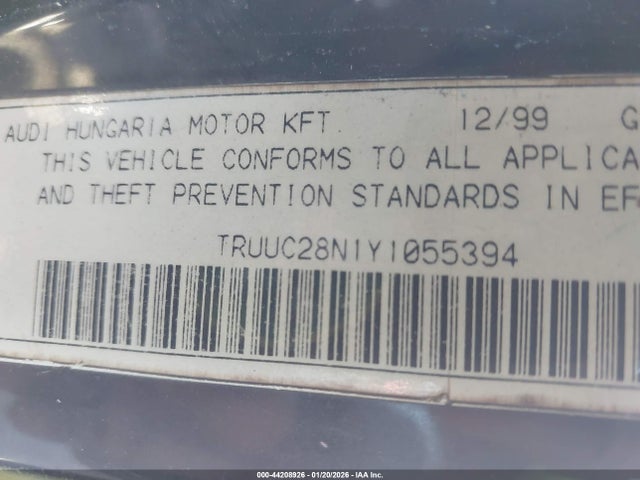 AUDI HUNGARIA MOTOR KFT. 12/99 G
THIS VEHICLE CONFORMS TO ALL APPLICA
AND THEFT PREVENTION STANDARDS IN EF
TRUUC28N1Y1055394
000-44208926 - 01/20/2026 - IAA Inc.